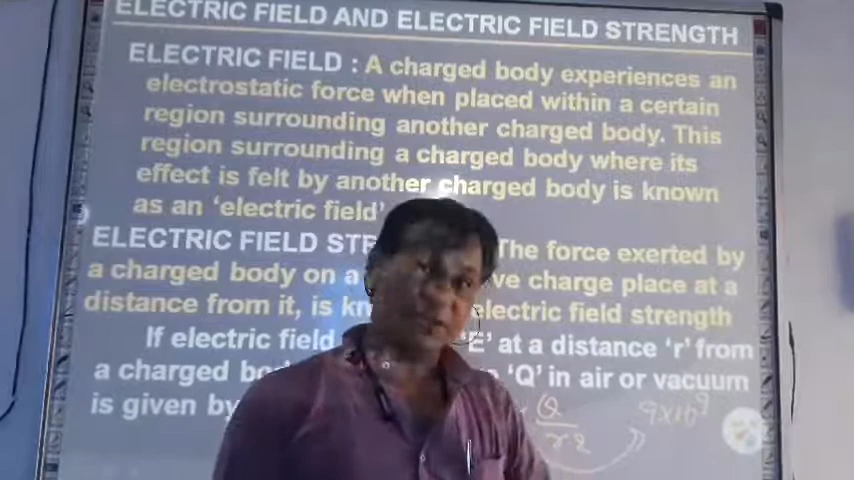 ELECTRIC FIELD AND ELECTRIC FIELD STRENGTH
ELECTRIC FIELD : A charged body experiences an
electrostatic force when placed within a certain
region surrounding another charged body. This
region surrounding a charged body where its
effect is felt by another charged body is known
as an 'electric field'
ELECTRIC FIELD STR The force exerted by
a charged body on a ve charge place at a
distance from it, is electric field strength
If electric field 'E' at a distance 'r' from
a charged 'Q' in air or vacuum
is given by
Q
r2
9x10⁹